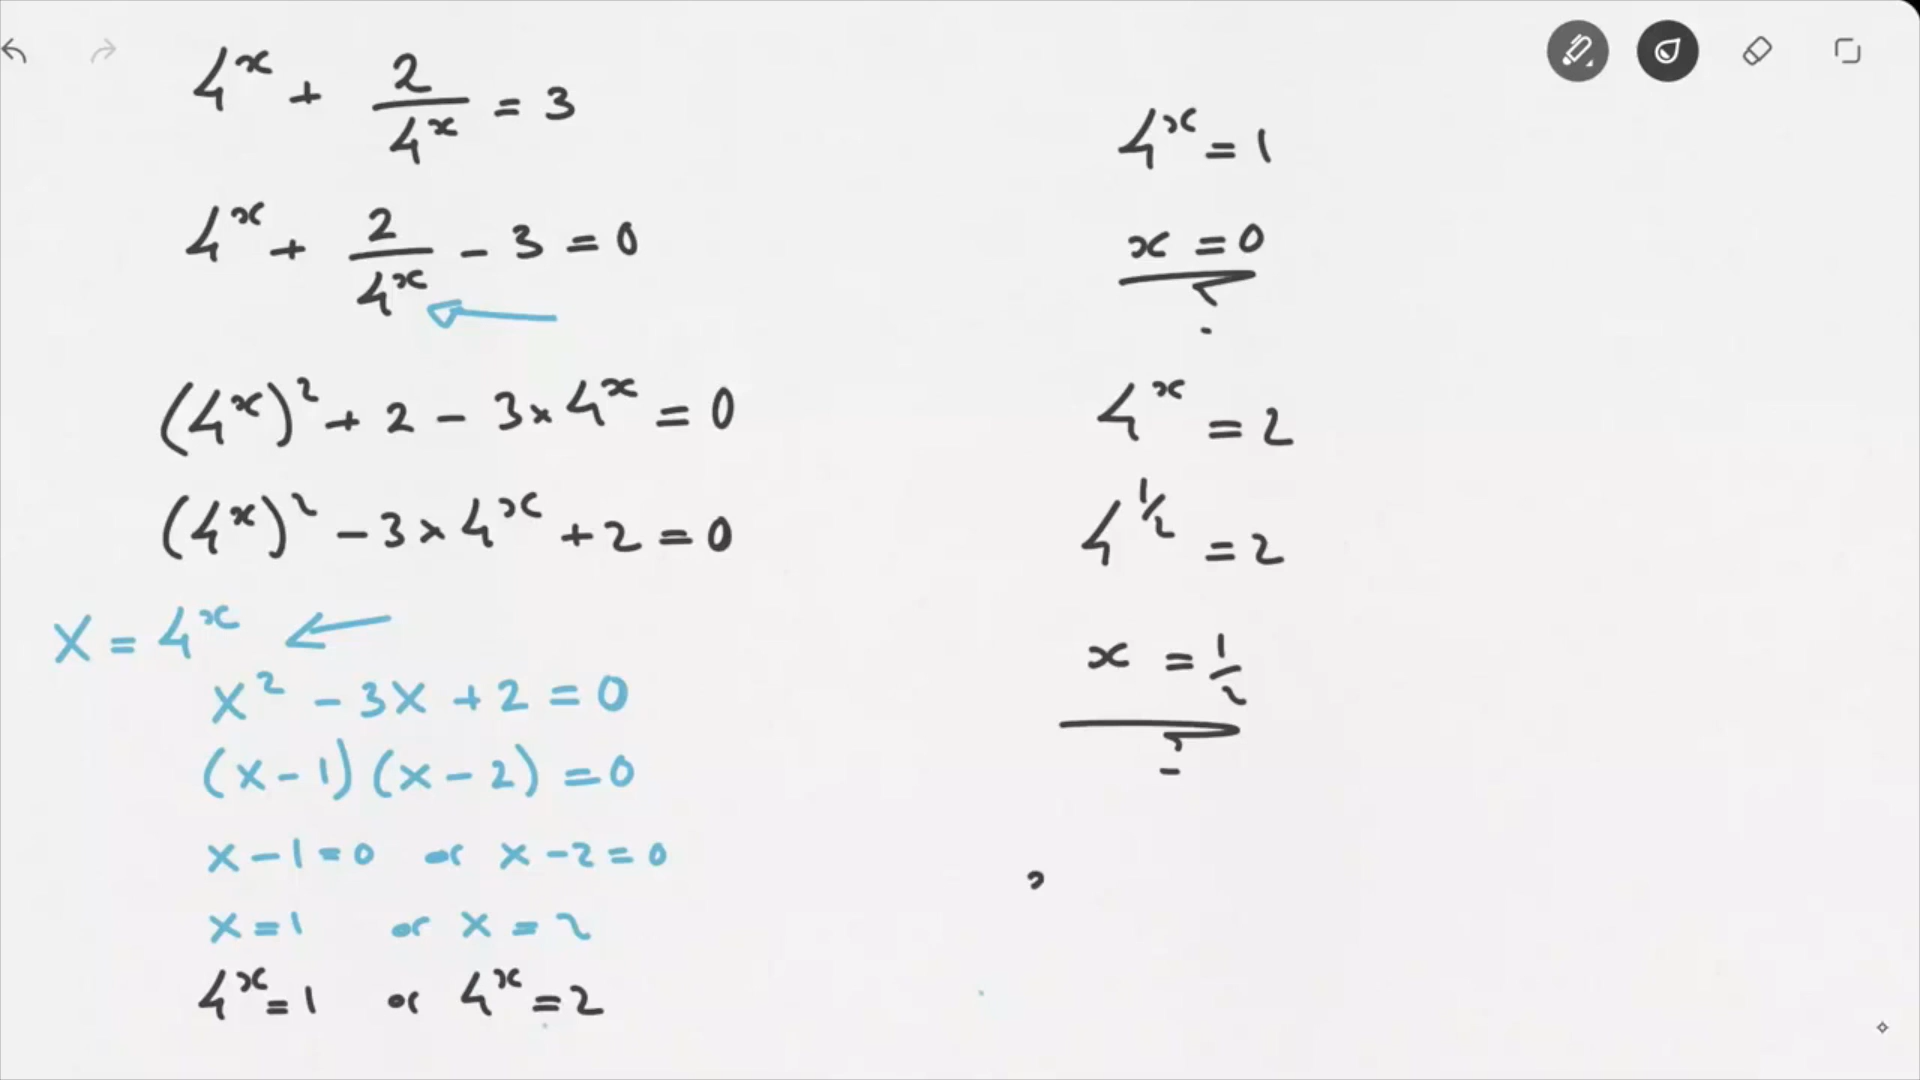 4^x + 2/4^x = 3
4^x + 2/4^x - 3 = 0
(4^x)^2 + 2 - 3 × 4^x = 0
(4^x)^2 - 3 × 4^x + 2 = 0
X = 4^x
X^2 - 3X + 2 = 0
(X - 1)(X - 2) = 0
X - 1 = 0 or X - 2 = 0
X = 1 or X = 2
4^x = 1 or 4^x = 2
4^x = 1
x = 0
4^x = 2
4^1/2 = 2
x = 1/2